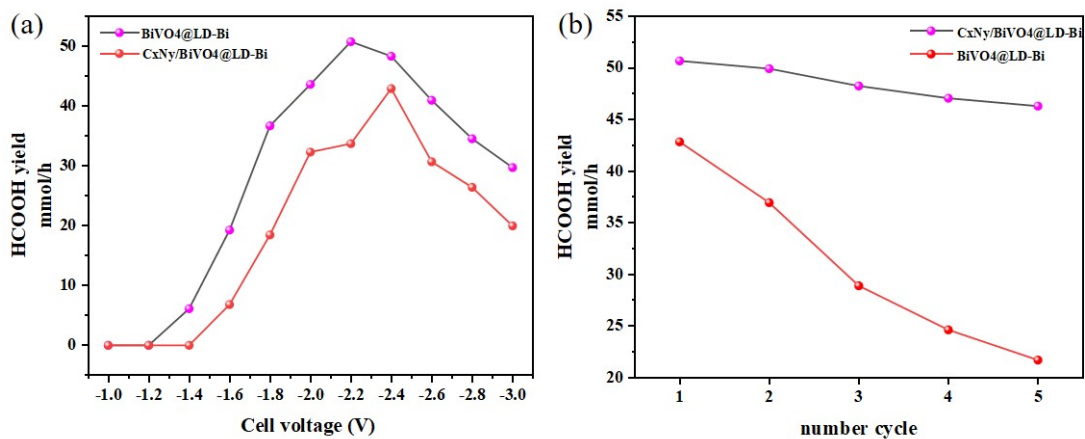 (a)
BiVO4@LD-Bi
CxNy/BiVO4@LD-Bi
HCOOH yield
mmol/h
50
40
30
20
10
0
-1.0 -1.2 -1.4 -1.6 -1.8 -2.0 -2.2 -2.4 -2.6 -2.8 -3.0
Cell voltage (V)
(b)
CxNy/BiVO4@LD-Bi
BiVO4@LD-Bi
HCOOH yield
mmol/h
55
50
45
40
35
30
25
20
1 2 3 4 5
number cycle